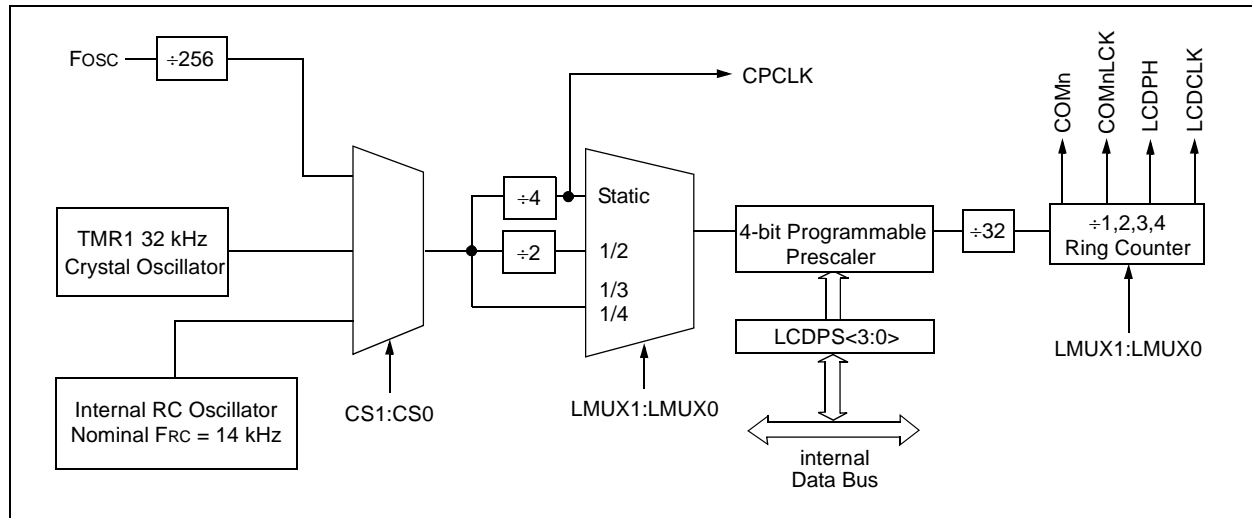 FOSC
÷256
CPCLK
COMn
COMnLCK
LCDPH
LCDCLK
TMR1 32 kHz
Crystal Oscillator
÷4
÷2
Static
1/2
1/3
1/4
4-bit Programmable
Prescaler
÷32
÷1,2,3,4
Ring Counter
LCDPS<3:0>
Internal RC Oscillator
Nominal FRC = 14 kHz
CS1:CS0
LMUX1:LMUX0
LMUX1:LMUX0
internal
Data Bus